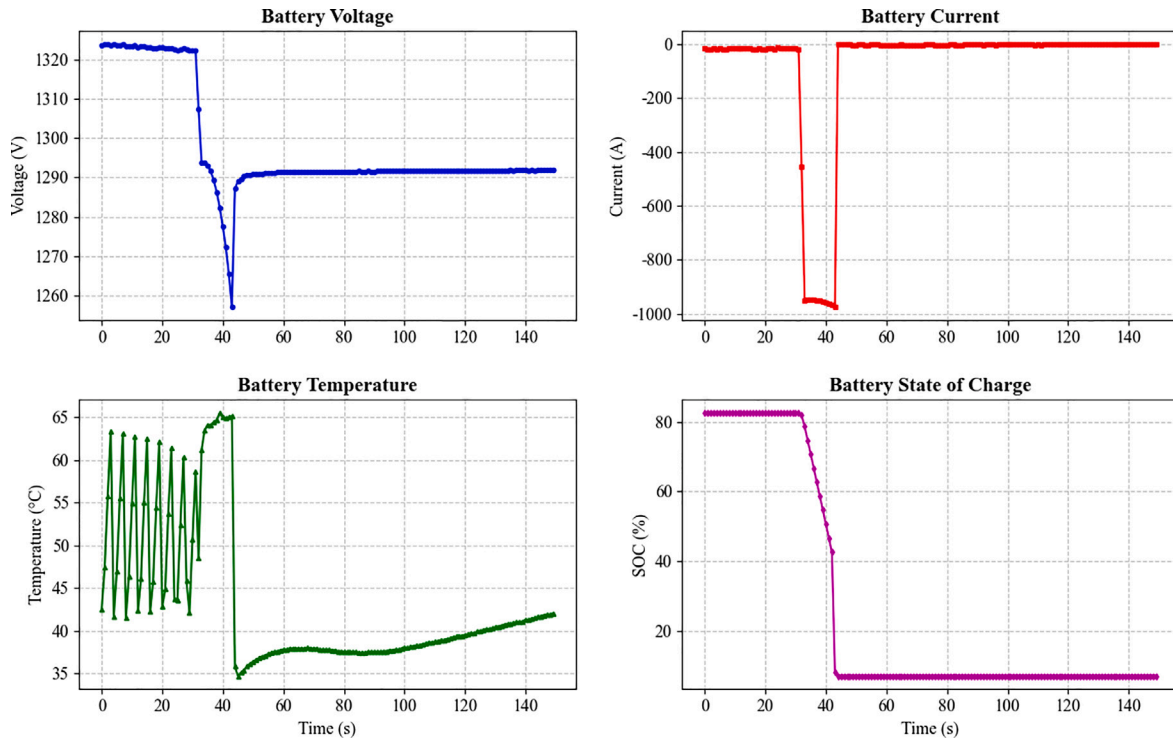 Battery Voltage
Voltage (V)
1320
1310
1300
1290
1280
1270
1260
0 20 40 60 80 100 120 140
Battery Current
Current (A)
0
-200
-400
-600
-800
-1000
0 20 40 60 80 100 120 140
Battery Temperature
Temperature (°C)
65
60
55
50
45
40
35
0 20 40 60 80 100 120 140
Time (s)
Battery State of Charge
SOC (%)
80
60
40
20
0 20 40 60 80 100 120 140
Time (s)